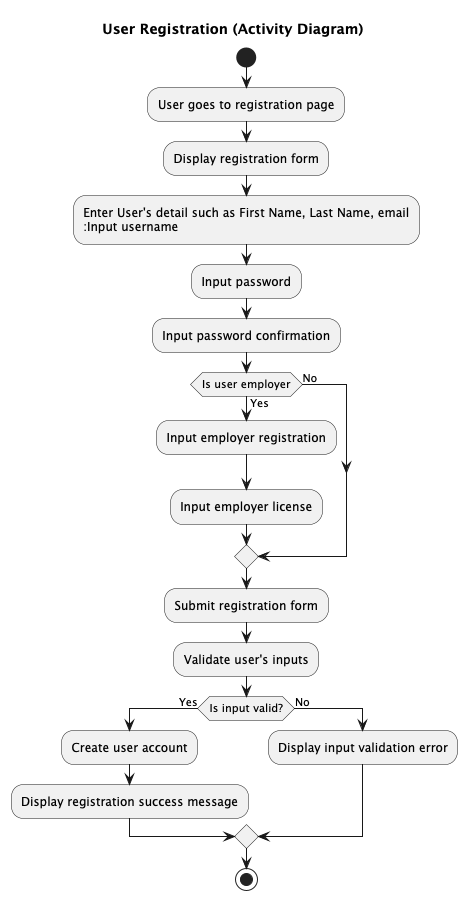 User Registration (Activity Diagram)
User goes to registration page
Display registration form
Enter User's detail such as First Name, Last Name, email
:Input username
Input password
Input password confirmation
Is user employer
No
Yes
Input employer registration
Input employer license
Submit registration form
Validate user's inputs
Yes
Is input valid?
No
Create user account
Display input validation error
Display registration success message